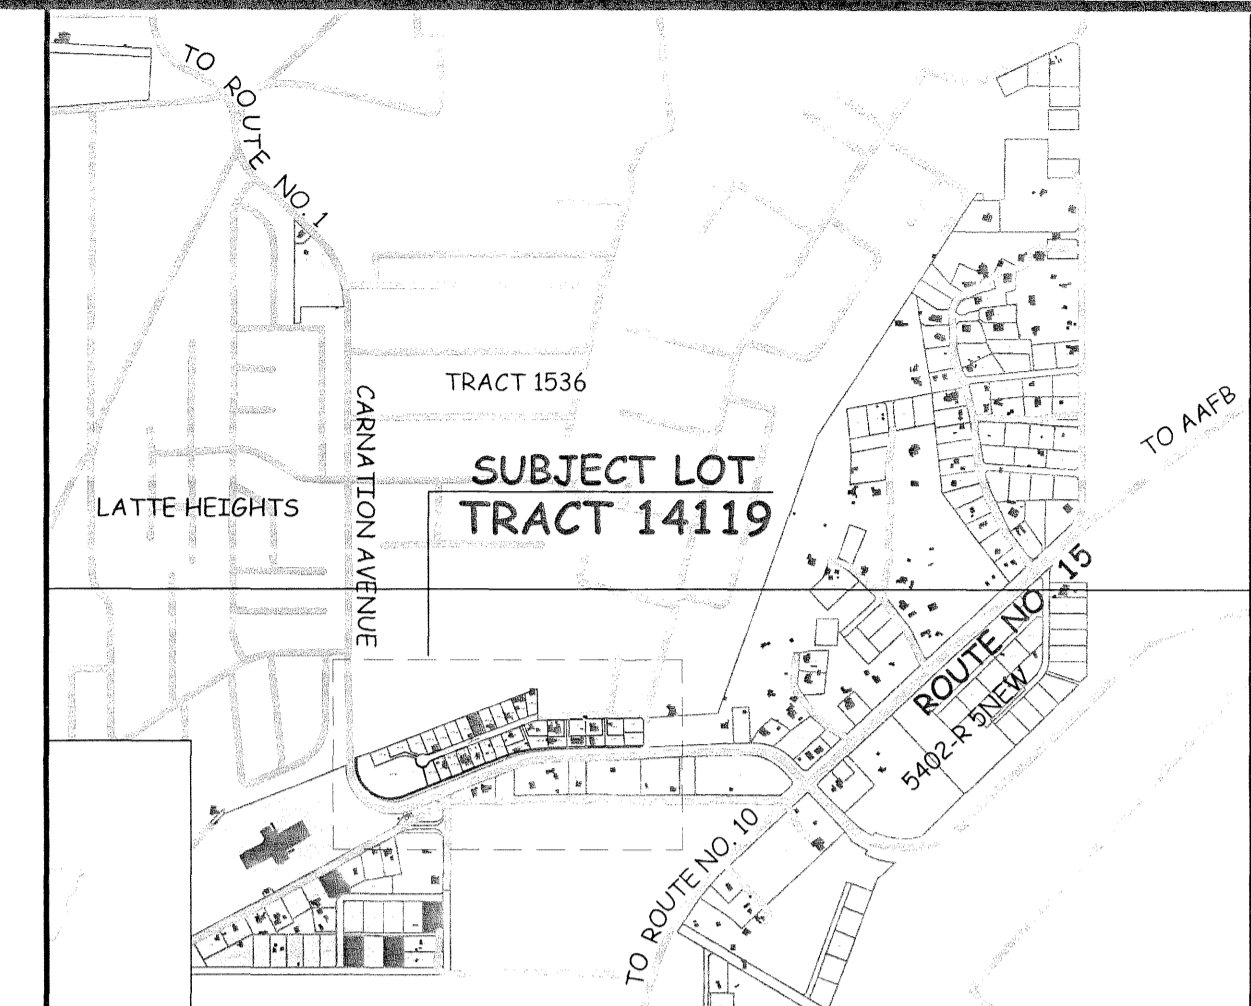 TO ROUTE NO. 1
TRACT 1536
CARNATION AVENUE
TO AAFB
SUBJECT LOT
TRACT 14119
LATTE HEIGHTS
ROUTE NO 15
5402-R 5NEW
TO ROUTE NO. 10